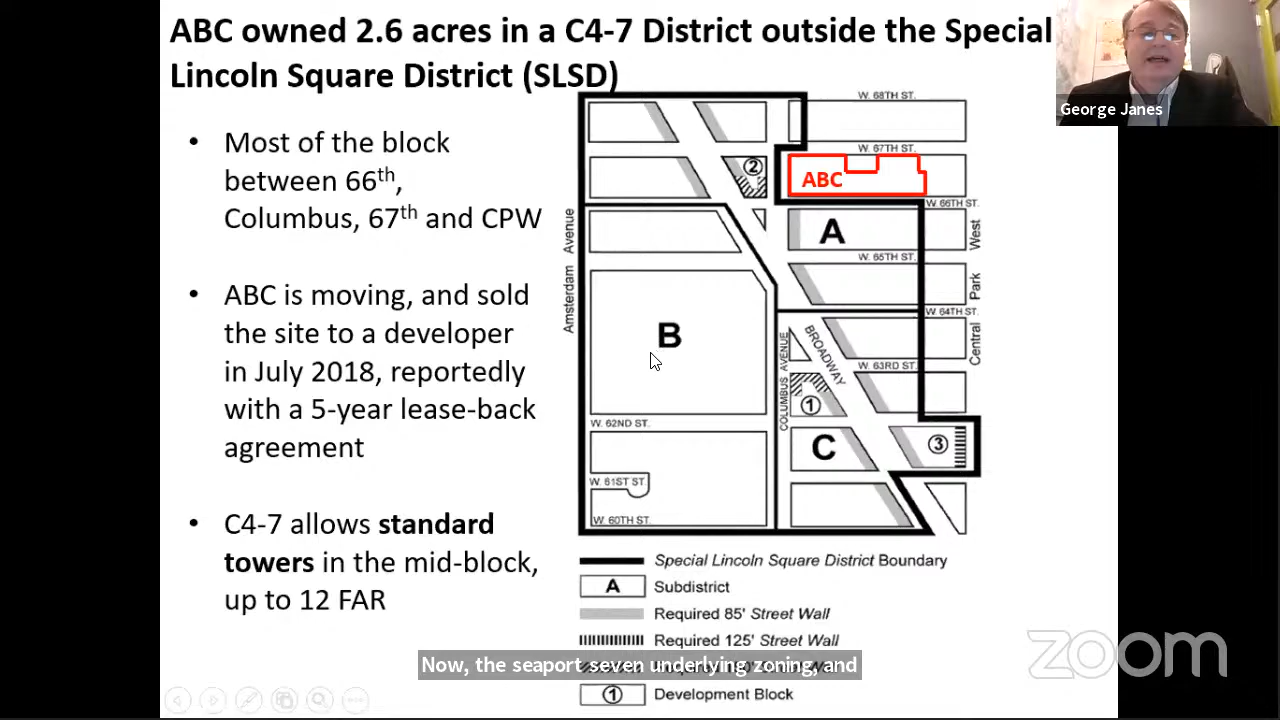 ABC owned 2.6 acres in a C4-7 District outside the Special
Lincoln Square District (SLSD)
George Janes
• Most of the block
between 66th,
Columbus, 67th and CPW
• ABC is moving, and sold
the site to a developer
in July 2018, reportedly
with a 5-year lease-back
agreement
• C4-7 allows standard
towers in the mid-block,
up to 12 FAR
W. 68TH ST.
W. 67TH ST.
2
ABC
W. 66TH ST.
A
West
W. 65TH ST.
Amsterdam Avenue
Park
W. 64TH ST.
B
Central
COLUMBUS AVENUE
BROADWAY
W. 63RD ST.
1
W. 62ND ST.
C
3
W. 61ST ST.
W. 60TH ST.
Special Lincoln Square District Boundary
A Subdistrict
Required 85' Street Wall
Required 125' Street Wall
Now, the seaport seven underlying zoning, and
1 Development Block
zoom